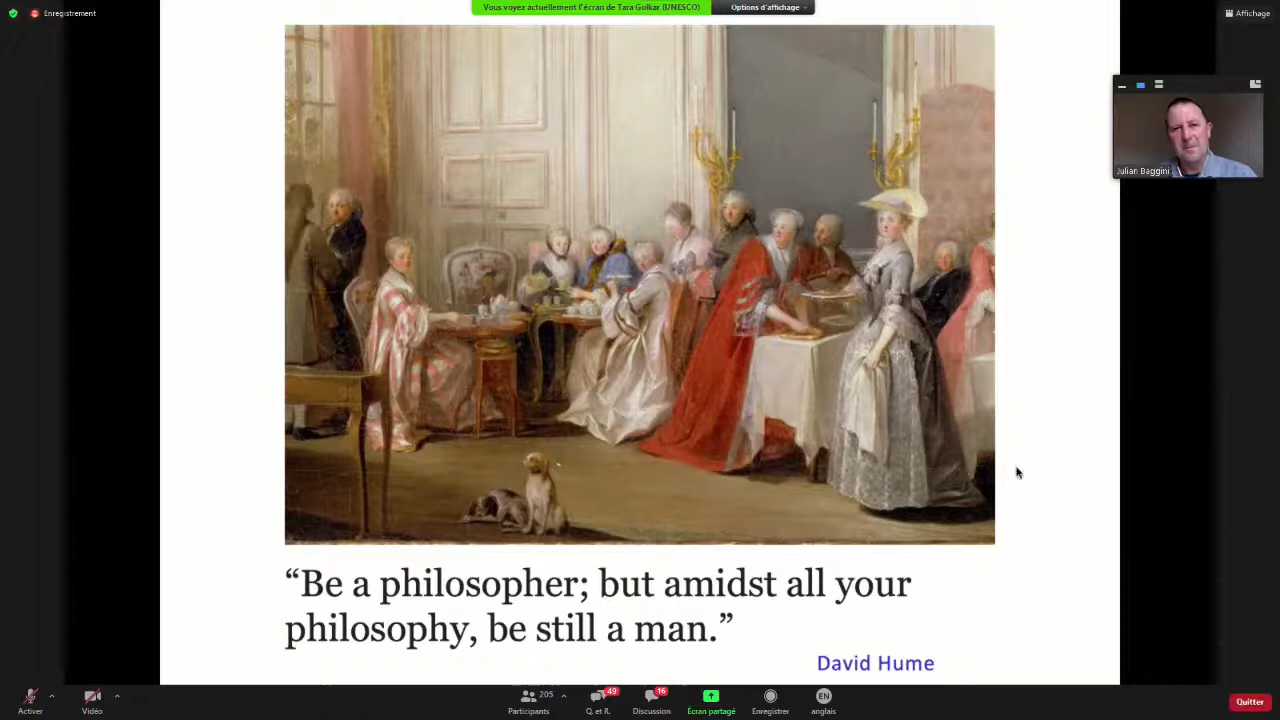 Enregistrement
Vous voyez actuellement l'écran de Tara Golkar (UNESCO)
Options d'affichage
Affichage
Julian Baggini
“Be a philosopher; but amidst all your
philosophy, be still a man.”
David Hume
Activer
Vidéo
205
Participants
49
Q. et R.
16
Discussion
Écran partagé
Enregistrer
EN
anglais
Quitter